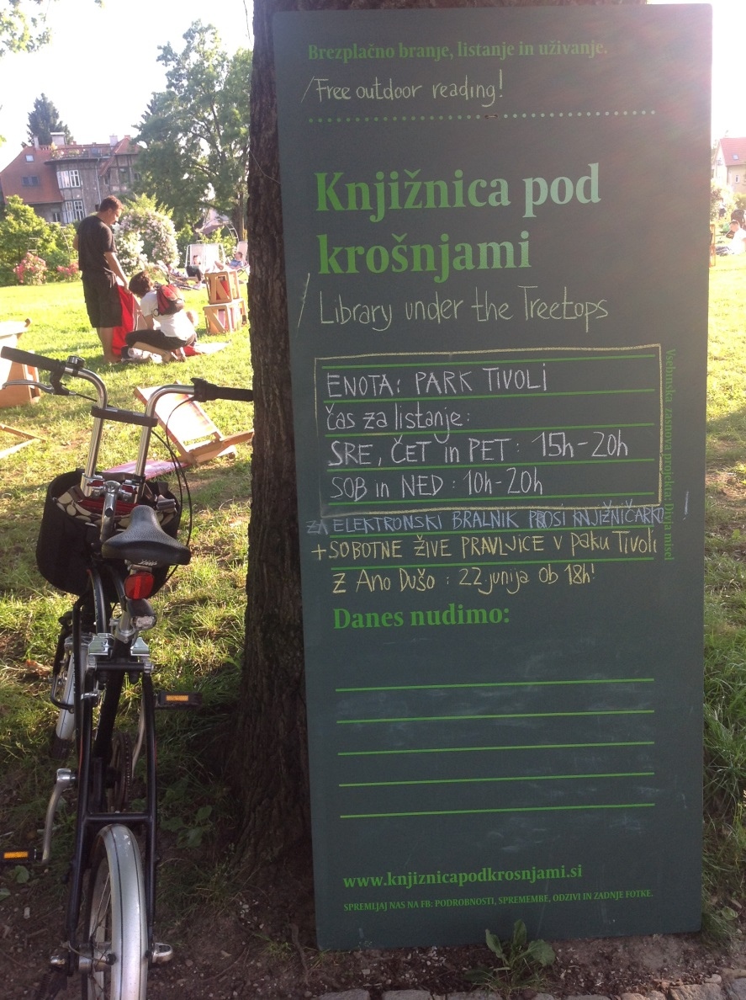 Brezplačno branje, listanje in uživanje.
/Free outdoor reading!
Knjižnica pod
krošnjami
/Library under the Treetops
ENOTA: PARK TIVOLI
čas za listanje:
SRE, ČET in PET: 15h-20h
SOB in NED: 10h-20h
ZA ELEKTRONSKI BRALNIK PROSI KNJIŽNIČARKO!
+SOBOTNE ŽIVE PRAVLJICE V paku Tivoli
Z Ano Dušo: 22 junija ob 18h!
Danes nudimo:
www.knjiznicapodkrosnjami.si
SPREMLJAJ NAS NA FB: PODROBNOSTI, SPREMEMBE, ODZIVI IN ZADNJE FOTKE.
Vsebinska zasnova projekta: Divja misel